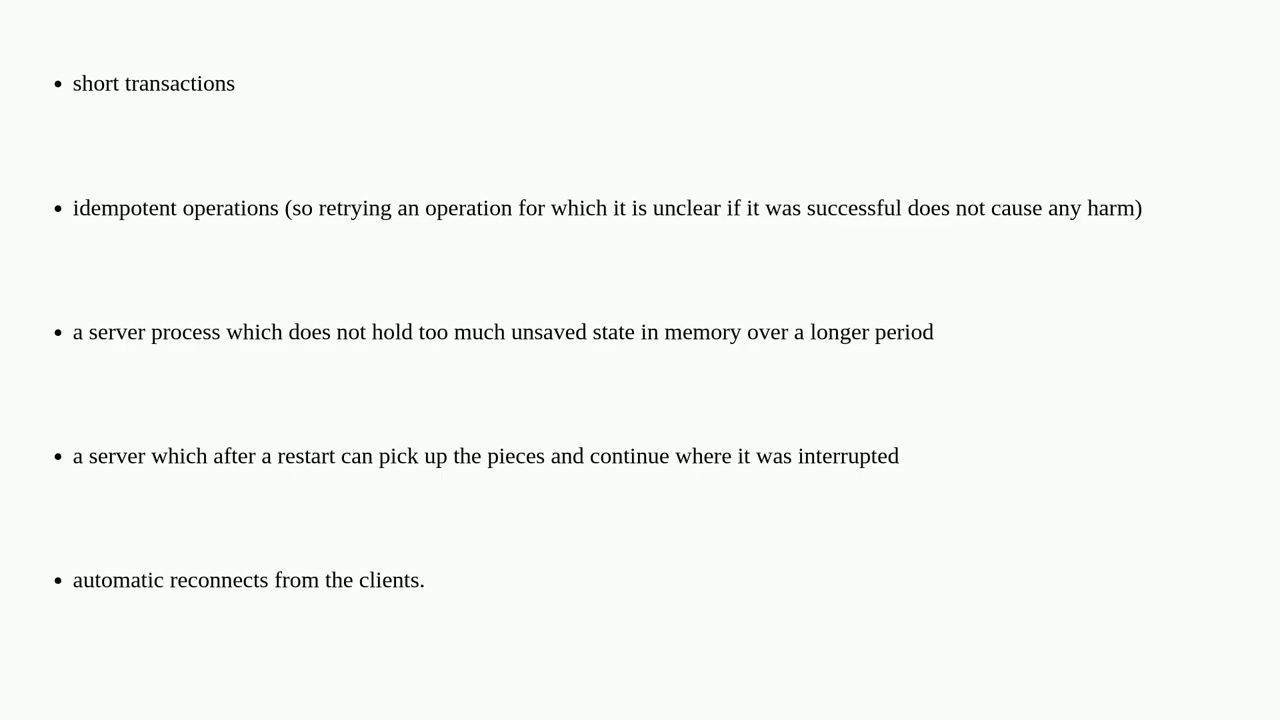 • short transactions
• idempotent operations (so retrying an operation for which it is unclear if it was successful does not cause any harm)
• a server process which does not hold too much unsaved state in memory over a longer period
• a server which after a restart can pick up the pieces and continue where it was interrupted
• automatic reconnects from the clients.